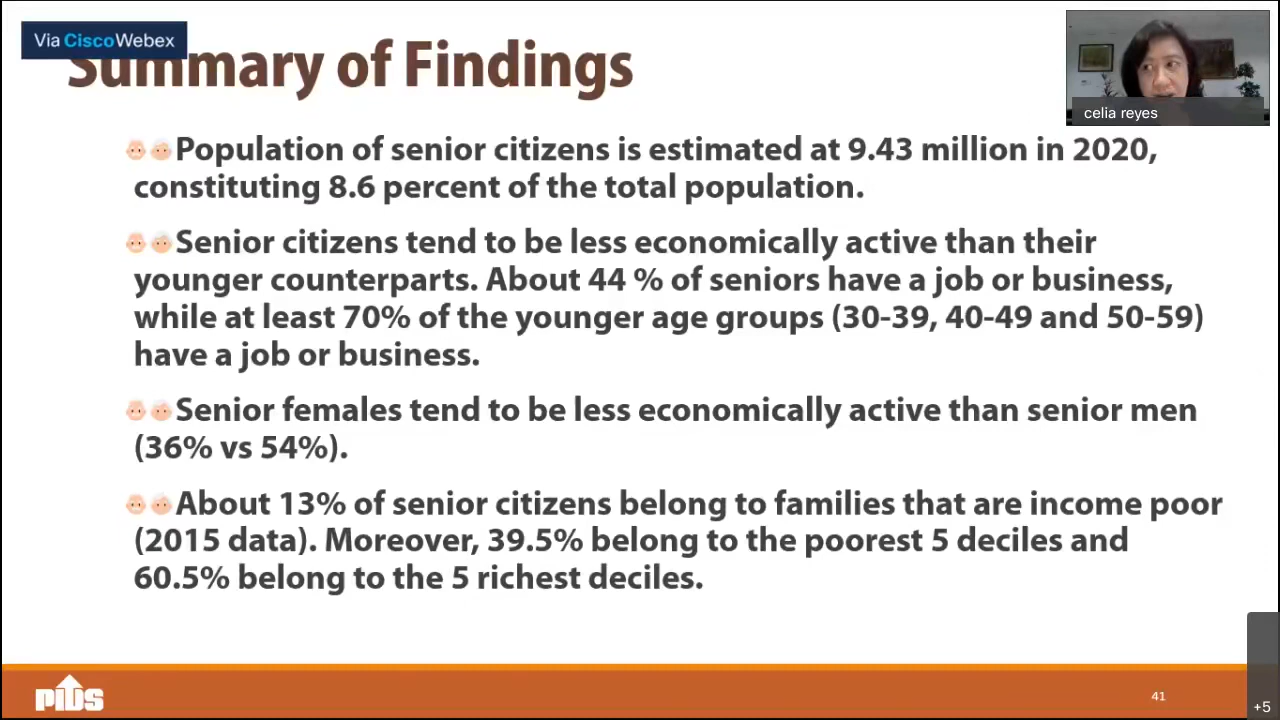 Via CiscoWebex
Summary of Findings
celia reyes
Population of senior citizens is estimated at 9.43 million in 2020,
constituting 8.6 percent of the total population.
Senior citizens tend to be less economically active than their
younger counterparts. About 44 % of seniors have a job or business,
while at least 70% of the younger age groups (30-39, 40-49 and 50-59)
have a job or business.
Senior females tend to be less economically active than senior men
(36% vs 54%).
About 13% of senior citizens belong to families that are income poor
(2015 data). Moreover, 39.5% belong to the poorest 5 deciles and
60.5% belong to the 5 richest deciles.
pids
41
+5